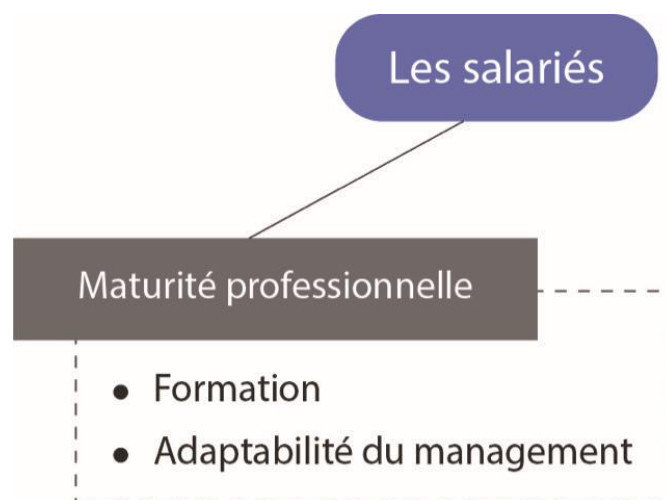 Les salariés
Maturité professionnelle
• Formation
• Adaptabilité du management